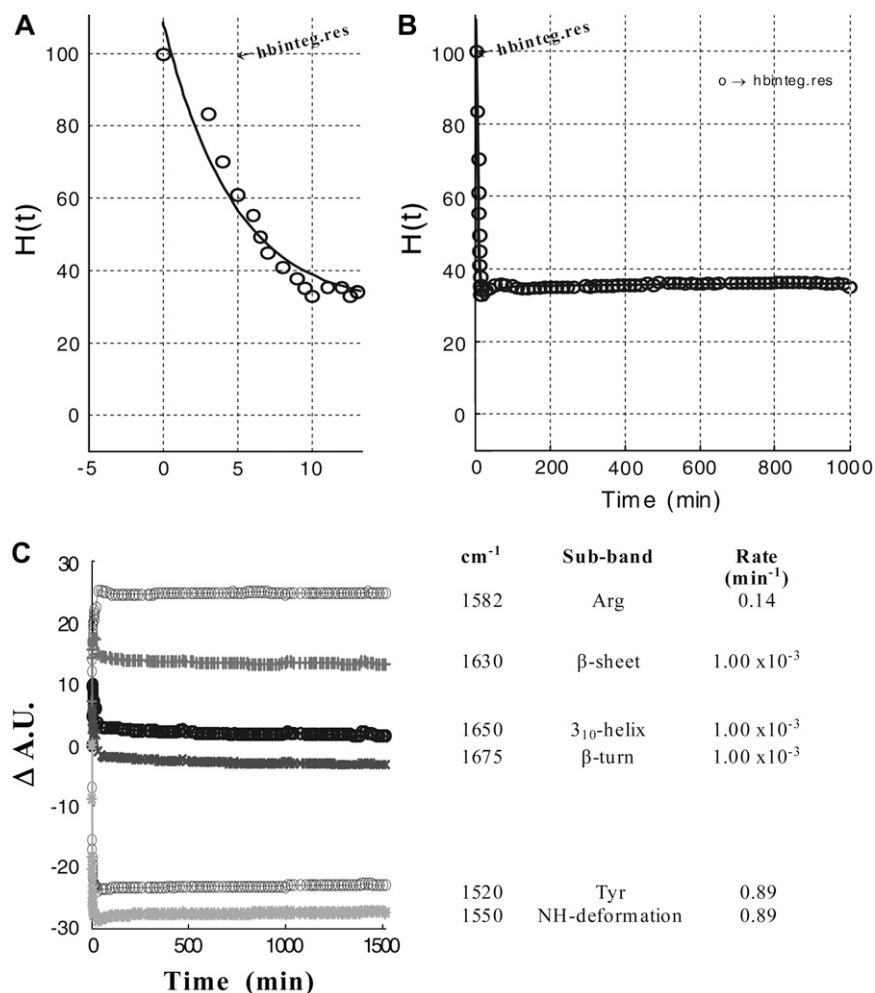 A
← hbinteg.res
H(t)
100
80
60
40
20
0
-5 0 5 10
B
← hbinteg.res
o → hbinteg.res
H(t)
100
80
60
40
20
0
0 200 400 600 800 1000
Time (min)
C
Δ A.U.
30
20
10
0
-10
-20
-30
0 500 1000 1500
Time (min)
cm-1 Sub-band Rate
(min-1)
1582 Arg 0.14
1630 β-sheet 1.00 x10-3
1650 310-helix 1.00 x10-3
1675 β-turn 1.00 x10-3
1520 Tyr 0.89
1550 NH-deformation 0.89